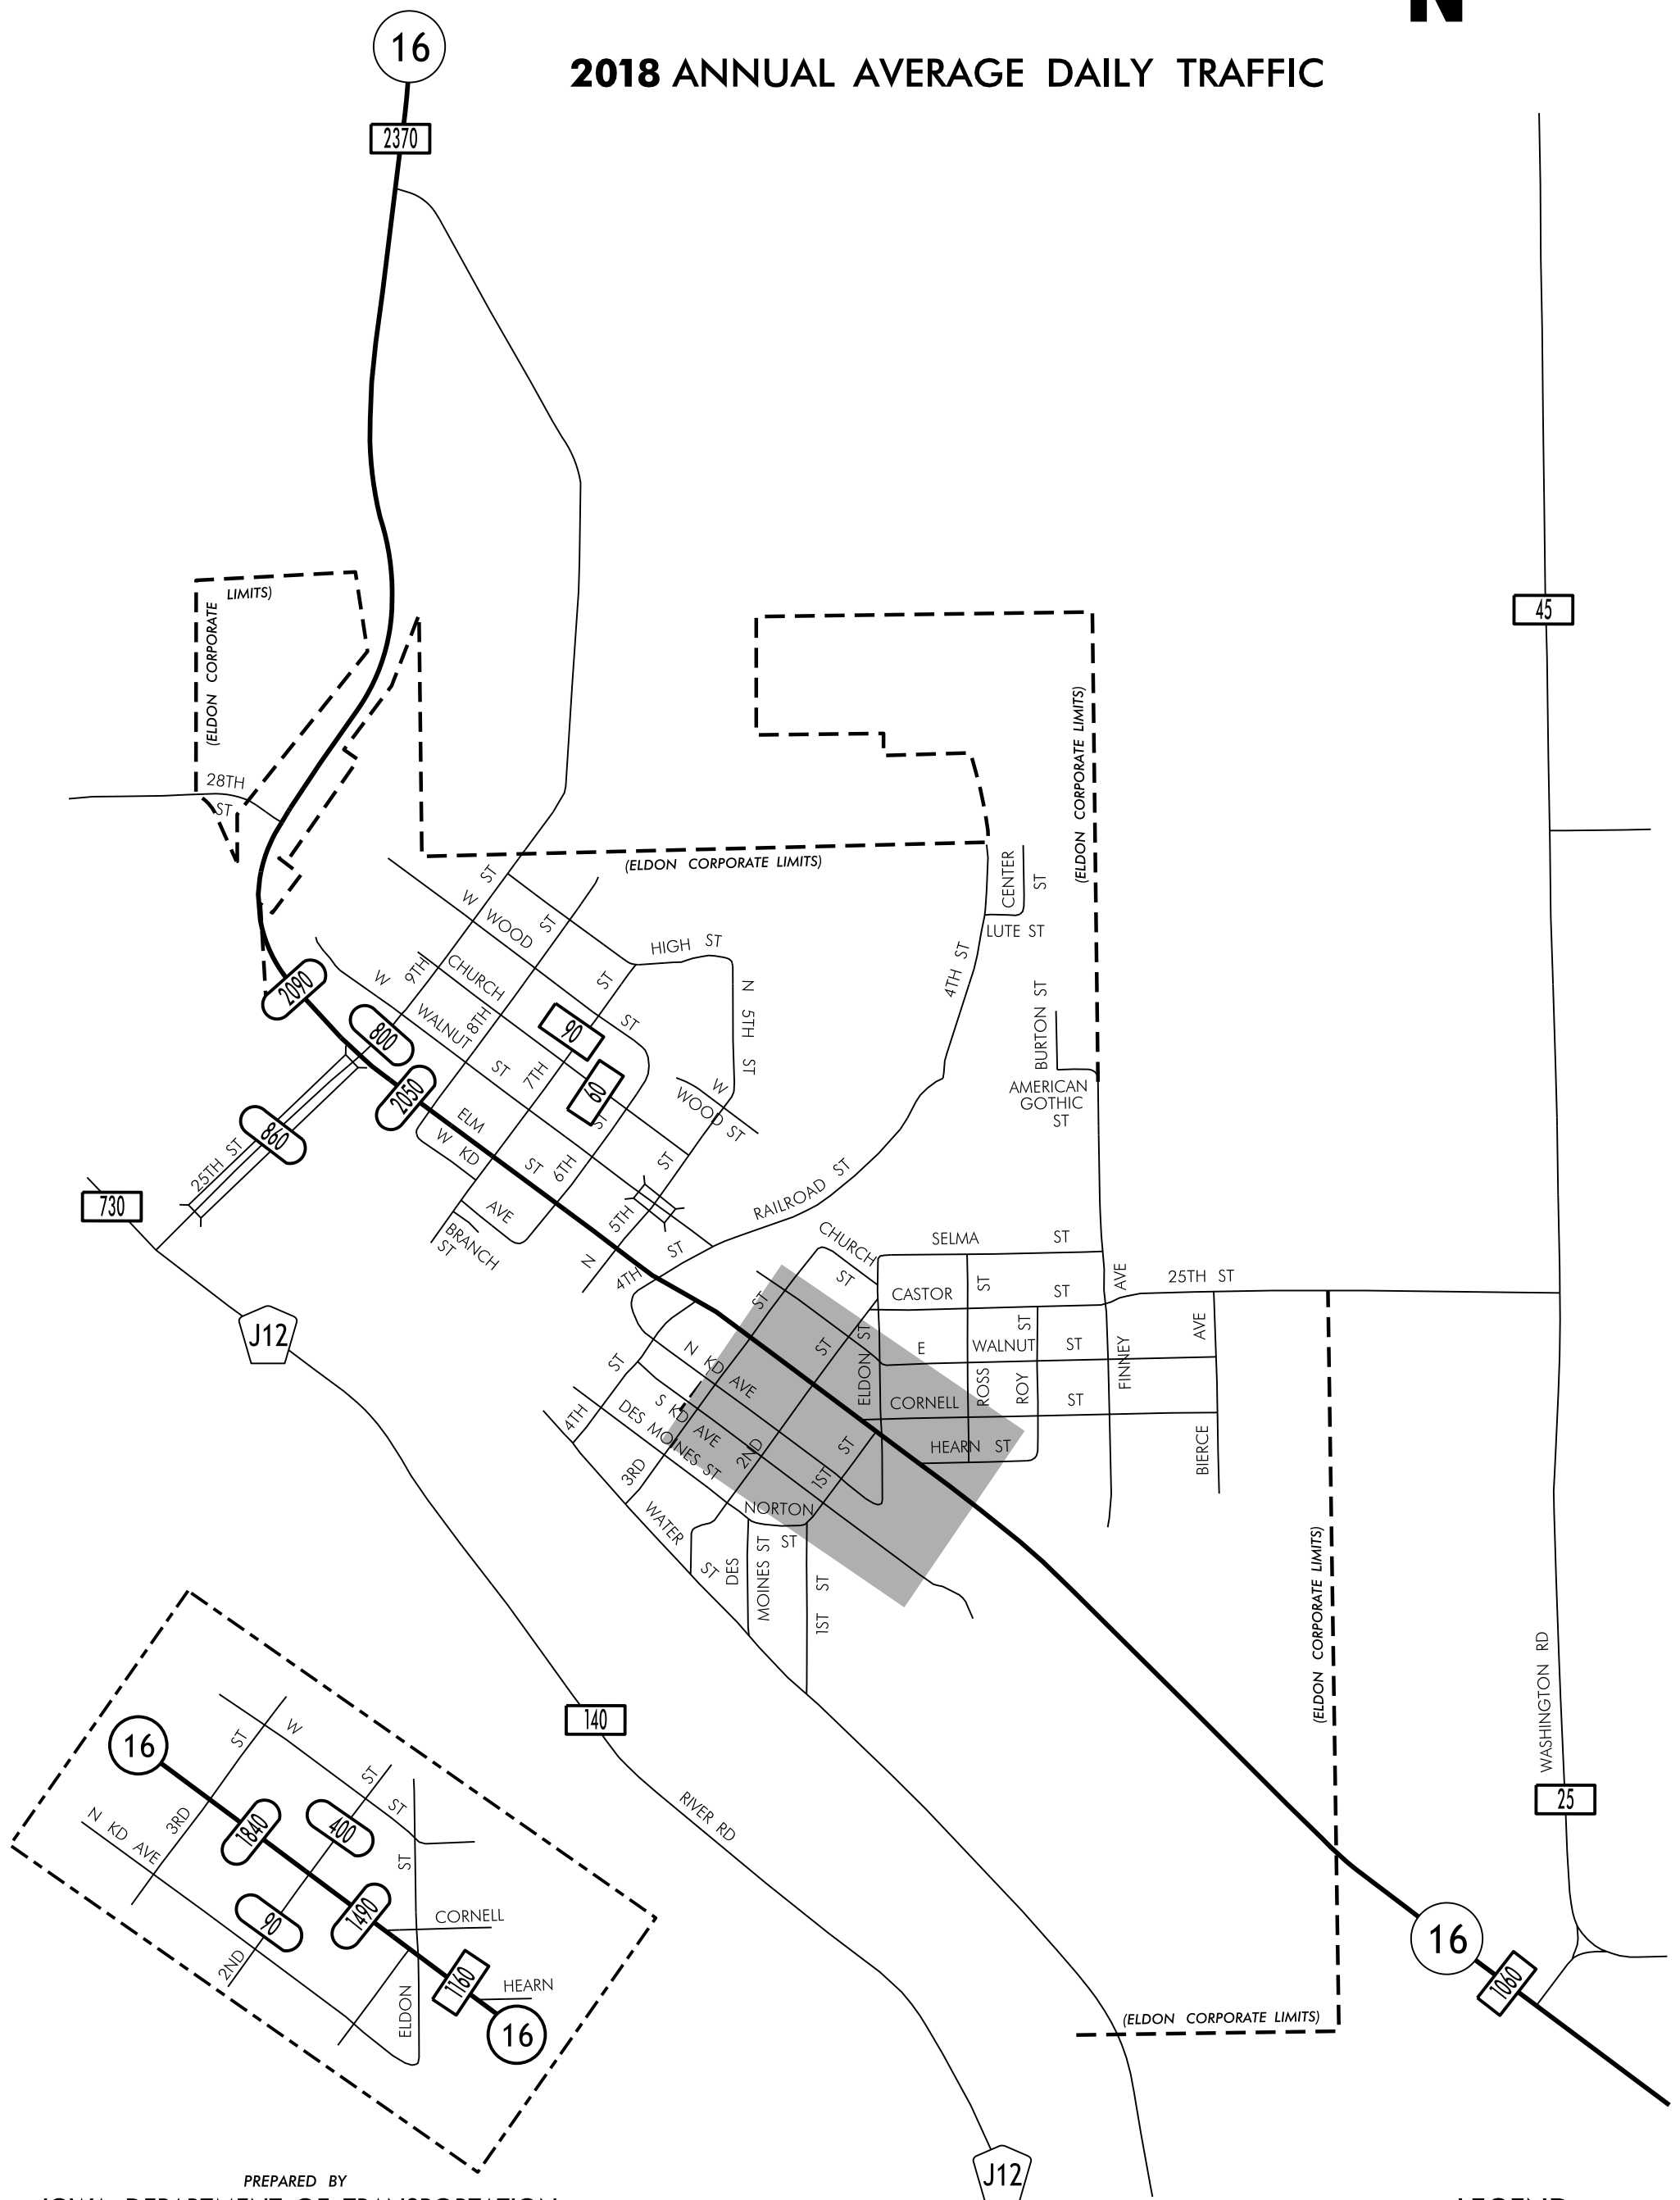 N
16
2018 ANNUAL AVERAGE DAILY TRAFFIC
2370
45
LIMITS)
(ELDON CORPORATE
(ELDON CORPORATE LIMITS)
28TH
ST
(ELDON CORPORATE LIMITS)
CENTER
ST
LUTE ST
4TH ST
ST
W WOOD
ST
HIGH ST
ST
ST
N 5TH ST
9TH
CHURCH
W
WALNUT
ST
8TH
7TH
ST
90
60
2090
800
2050
860
25TH ST
730
ELM
ST
W KD
AVE
6TH
BRANCH
ST
W
WOOD ST
ST
N 5TH
BURTON ST
AMERICAN
GOTHIC
ST
RAILROAD ST
4TH
ST
CHURCH
ST
SELMA ST
CASTOR ST
ST
25TH ST
AVE
FINNEY
AVE
BIERCE
E WALNUT ST
CORNELL ST
ROSS
ROY
ST
HEARN ST
ELDON ST
ST
ST
N KD AVE
S KD AVE
DES MOINES ST
4TH
ST
3RD
2ND
1ST
ST
NORTON
ST
WATER
ST
DES
MOINES ST
1ST ST
J12
140
RIVER RD
(ELDON CORPORATE LIMITS)
WASHINGTON RD
25
16
1060
(ELDON CORPORATE LIMITS)
J12
16
ST
W
ST
ST
3RD
N KD AVE
1840
400
1490
90
2ND
ST
CORNELL
1160
HEARN
ELDON
16
PREPARED BY
IOWA DEPARTMENT OF TRANSPORTATION
LEGEND